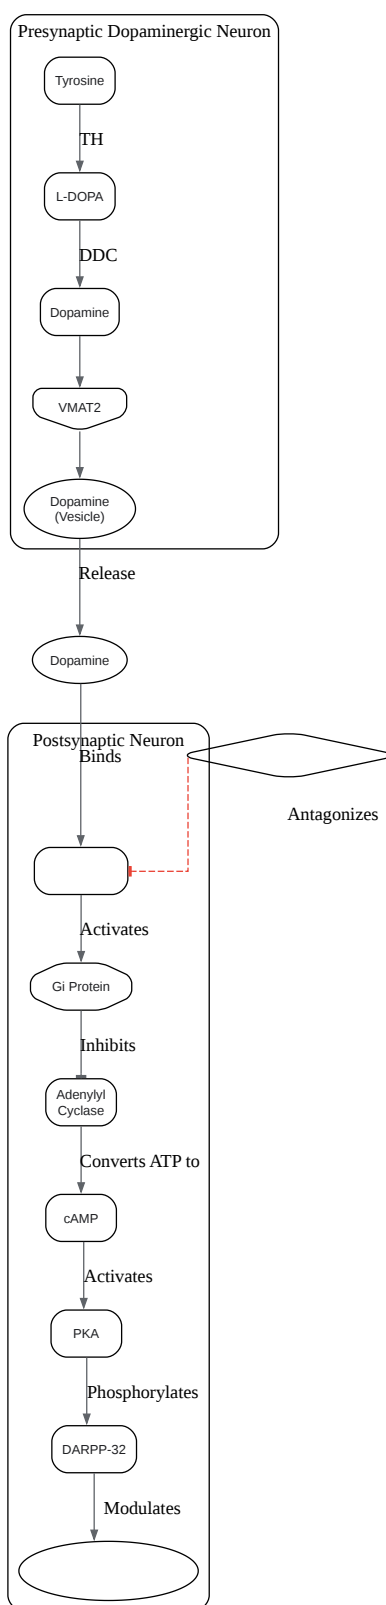 Presynaptic Dopaminergic Neuron
Tyrosine
TH
L-DOPA
DDC
Dopamine
VMAT2
Dopamine
(Vesicle)
Release
Dopamine
Postsynaptic Neuron
Binds
Antagonizes
Activates
Gi Protein
Inhibits
Adenylyl
Cyclase
Converts ATP to
cAMP
Activates
PKA
Phosphorylates
DARPP-32
Modulates